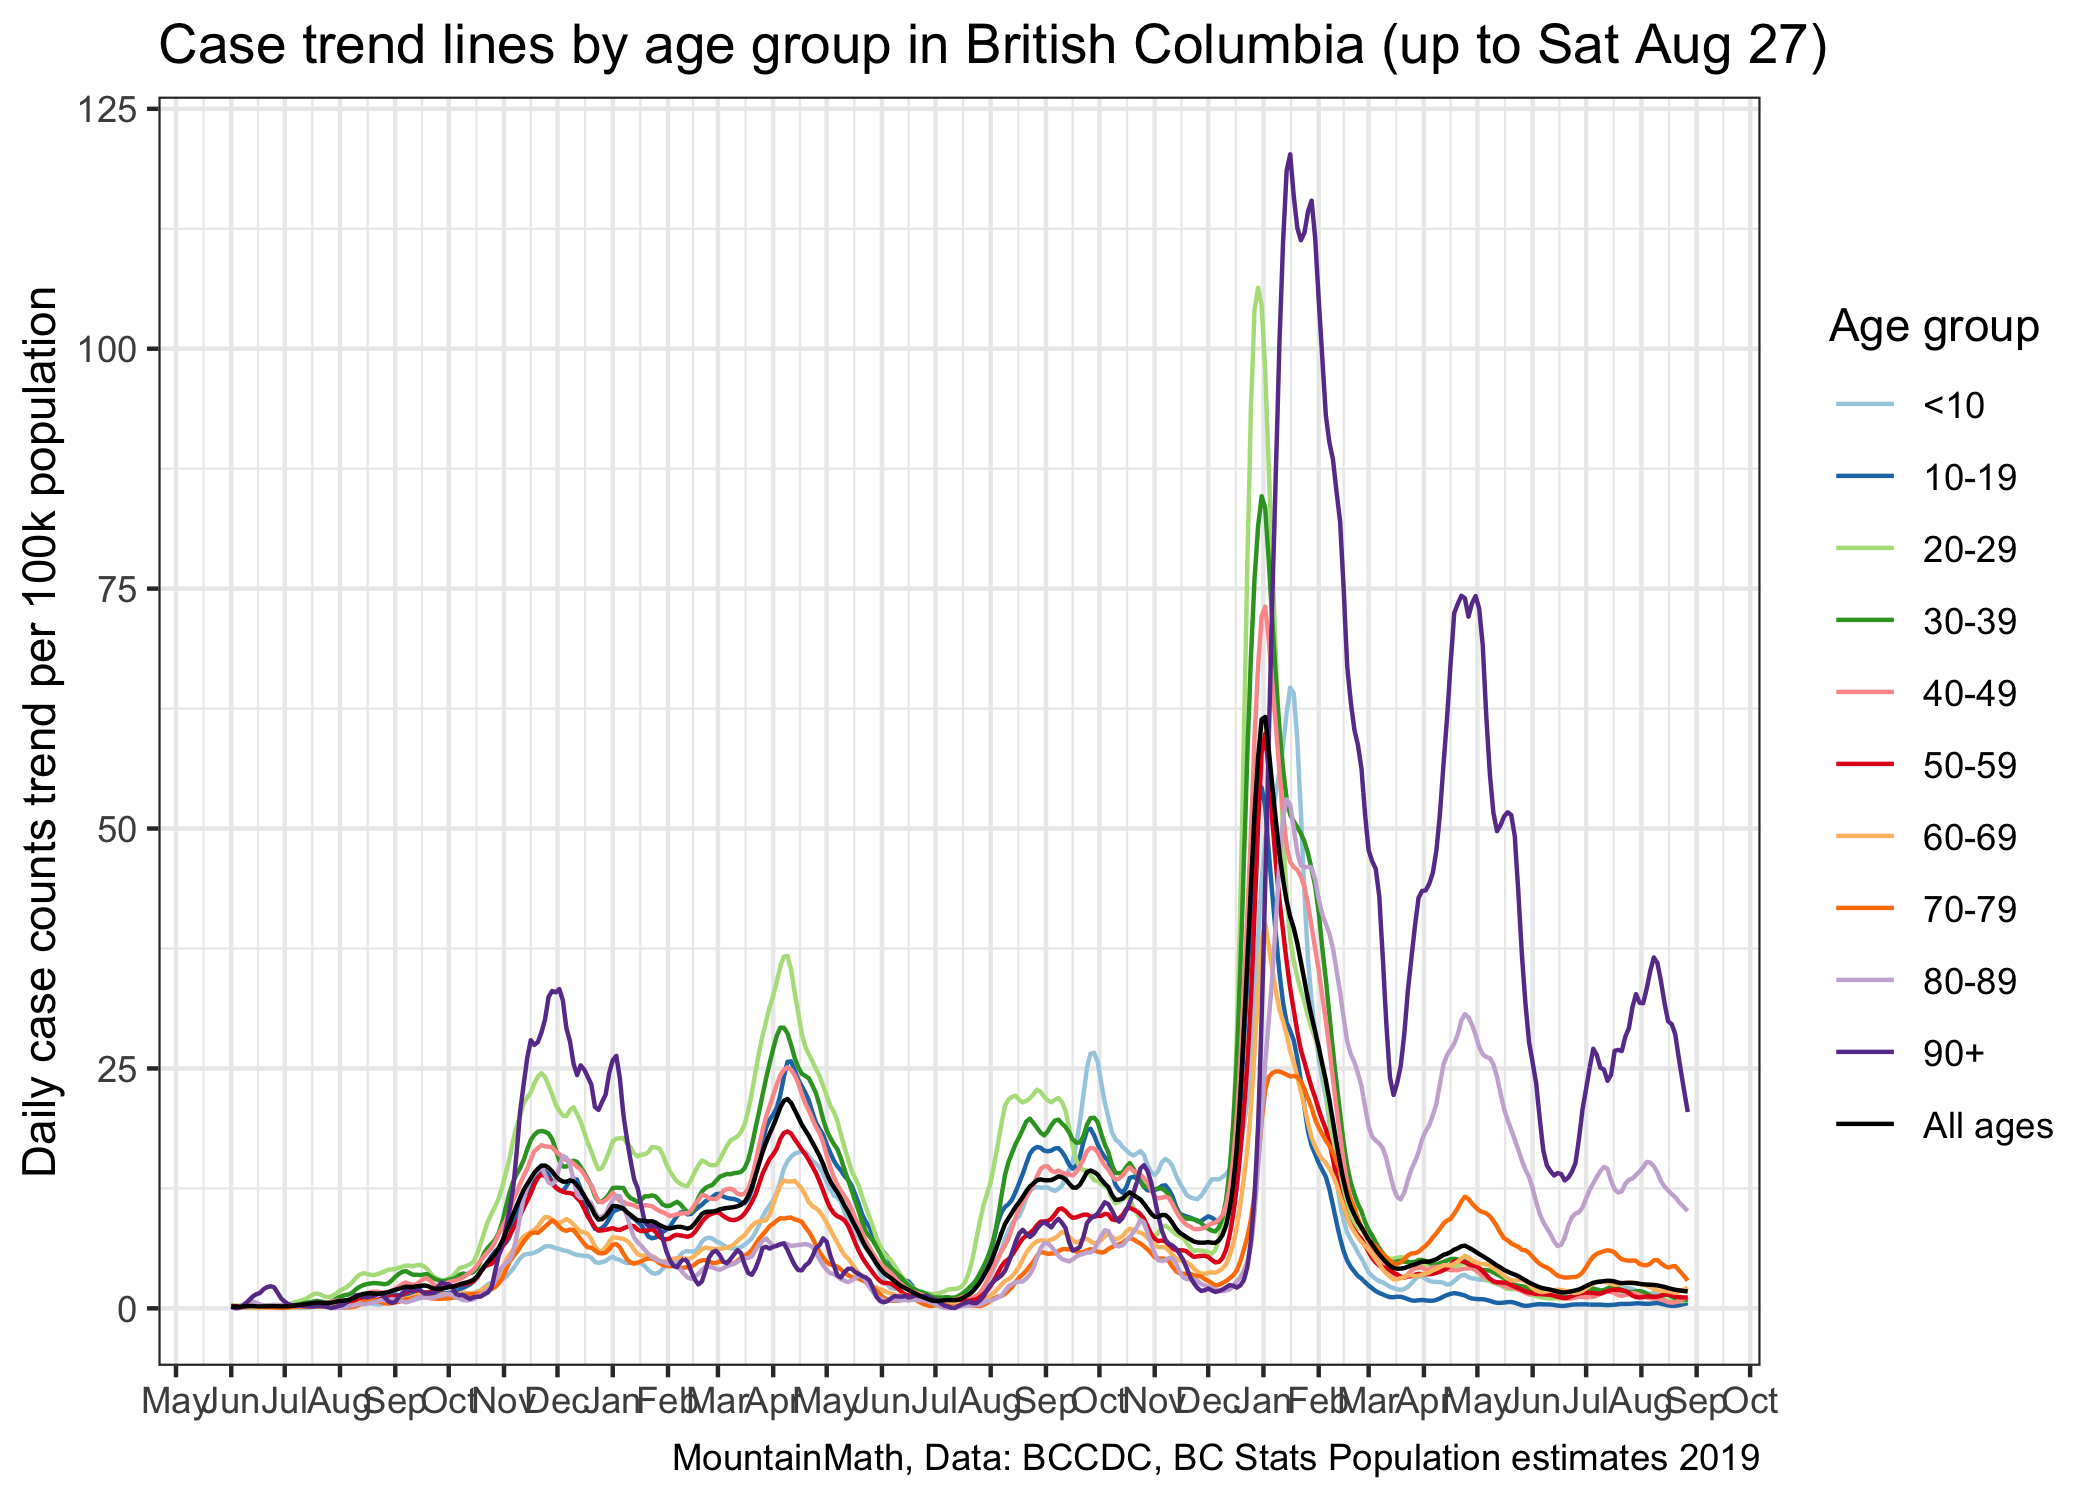 Case trend lines by age group in British Columbia (up to Sat Aug 27)
Daily case counts trend per 100k population
125
100
75
50
25
0
May Jun Jul Aug Sep Oct Nov Dec Jan Feb Mar Apr May Jun Jul Aug Sep Oct Nov Dec Jan Feb Mar Apr May Jun Jul Aug Sep Oct
Age group
<10
10-19
20-29
30-39
40-49
50-59
60-69
70-79
80-89
90+
All ages
MountainMath, Data: BCCDC, BC Stats Population estimates 2019